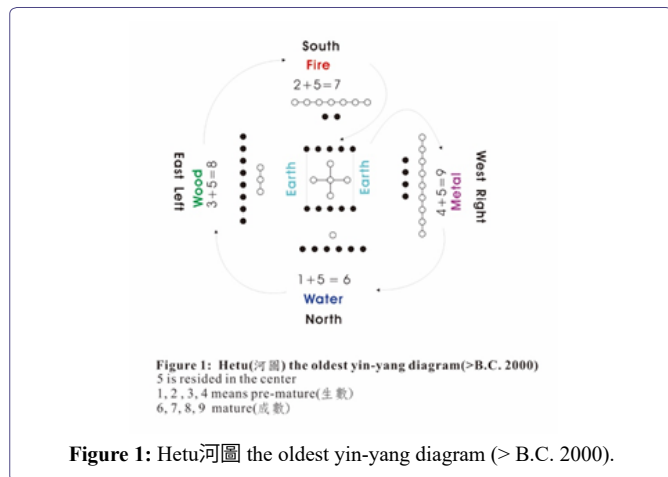 South
Fire
2+5=7
East Left
Wood
3+5=8
Earth
Earth
4+5=9
Metal
West Right
1+5 = 6
Water
North
Figure 1: Hetu(河圖) the oldest yin-yang diagram(>B.C. 2000)
5 is resided in the center
1, 2 , 3, 4 means pre-mature(生數)
6, 7, 8, 9 mature(成數)
Figure 1: Hetu河圖 the oldest yin-yang diagram (> B.C. 2000).